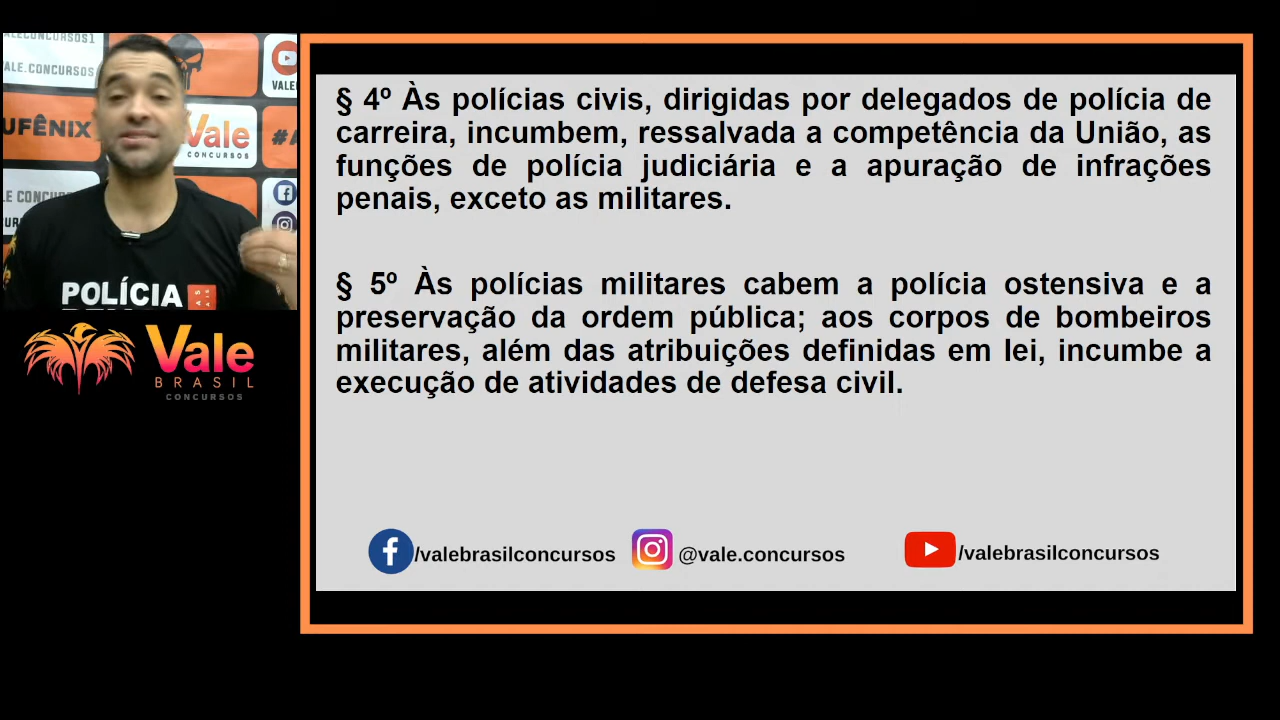 VALE.CONCURSOS
UFÊNIX
Vale
CONCURSOS
POLÍCIA
Vale
BRASIL
CONCURSOS
§ 4º Às polícias civis, dirigidas por delegados de polícia de
carreira, incumbem, ressalvada a competência da União, as
funções de polícia judiciária e a apuração de infrações
penais, exceto as militares.
§ 5º Às polícias militares cabem a polícia ostensiva e a
preservação da ordem pública; aos corpos de bombeiros
militares, além das atribuições definidas em lei, incumbe a
execução de atividades de defesa civil.
/valebrasilconcursos
@vale.concursos
/valebrasilconcursos